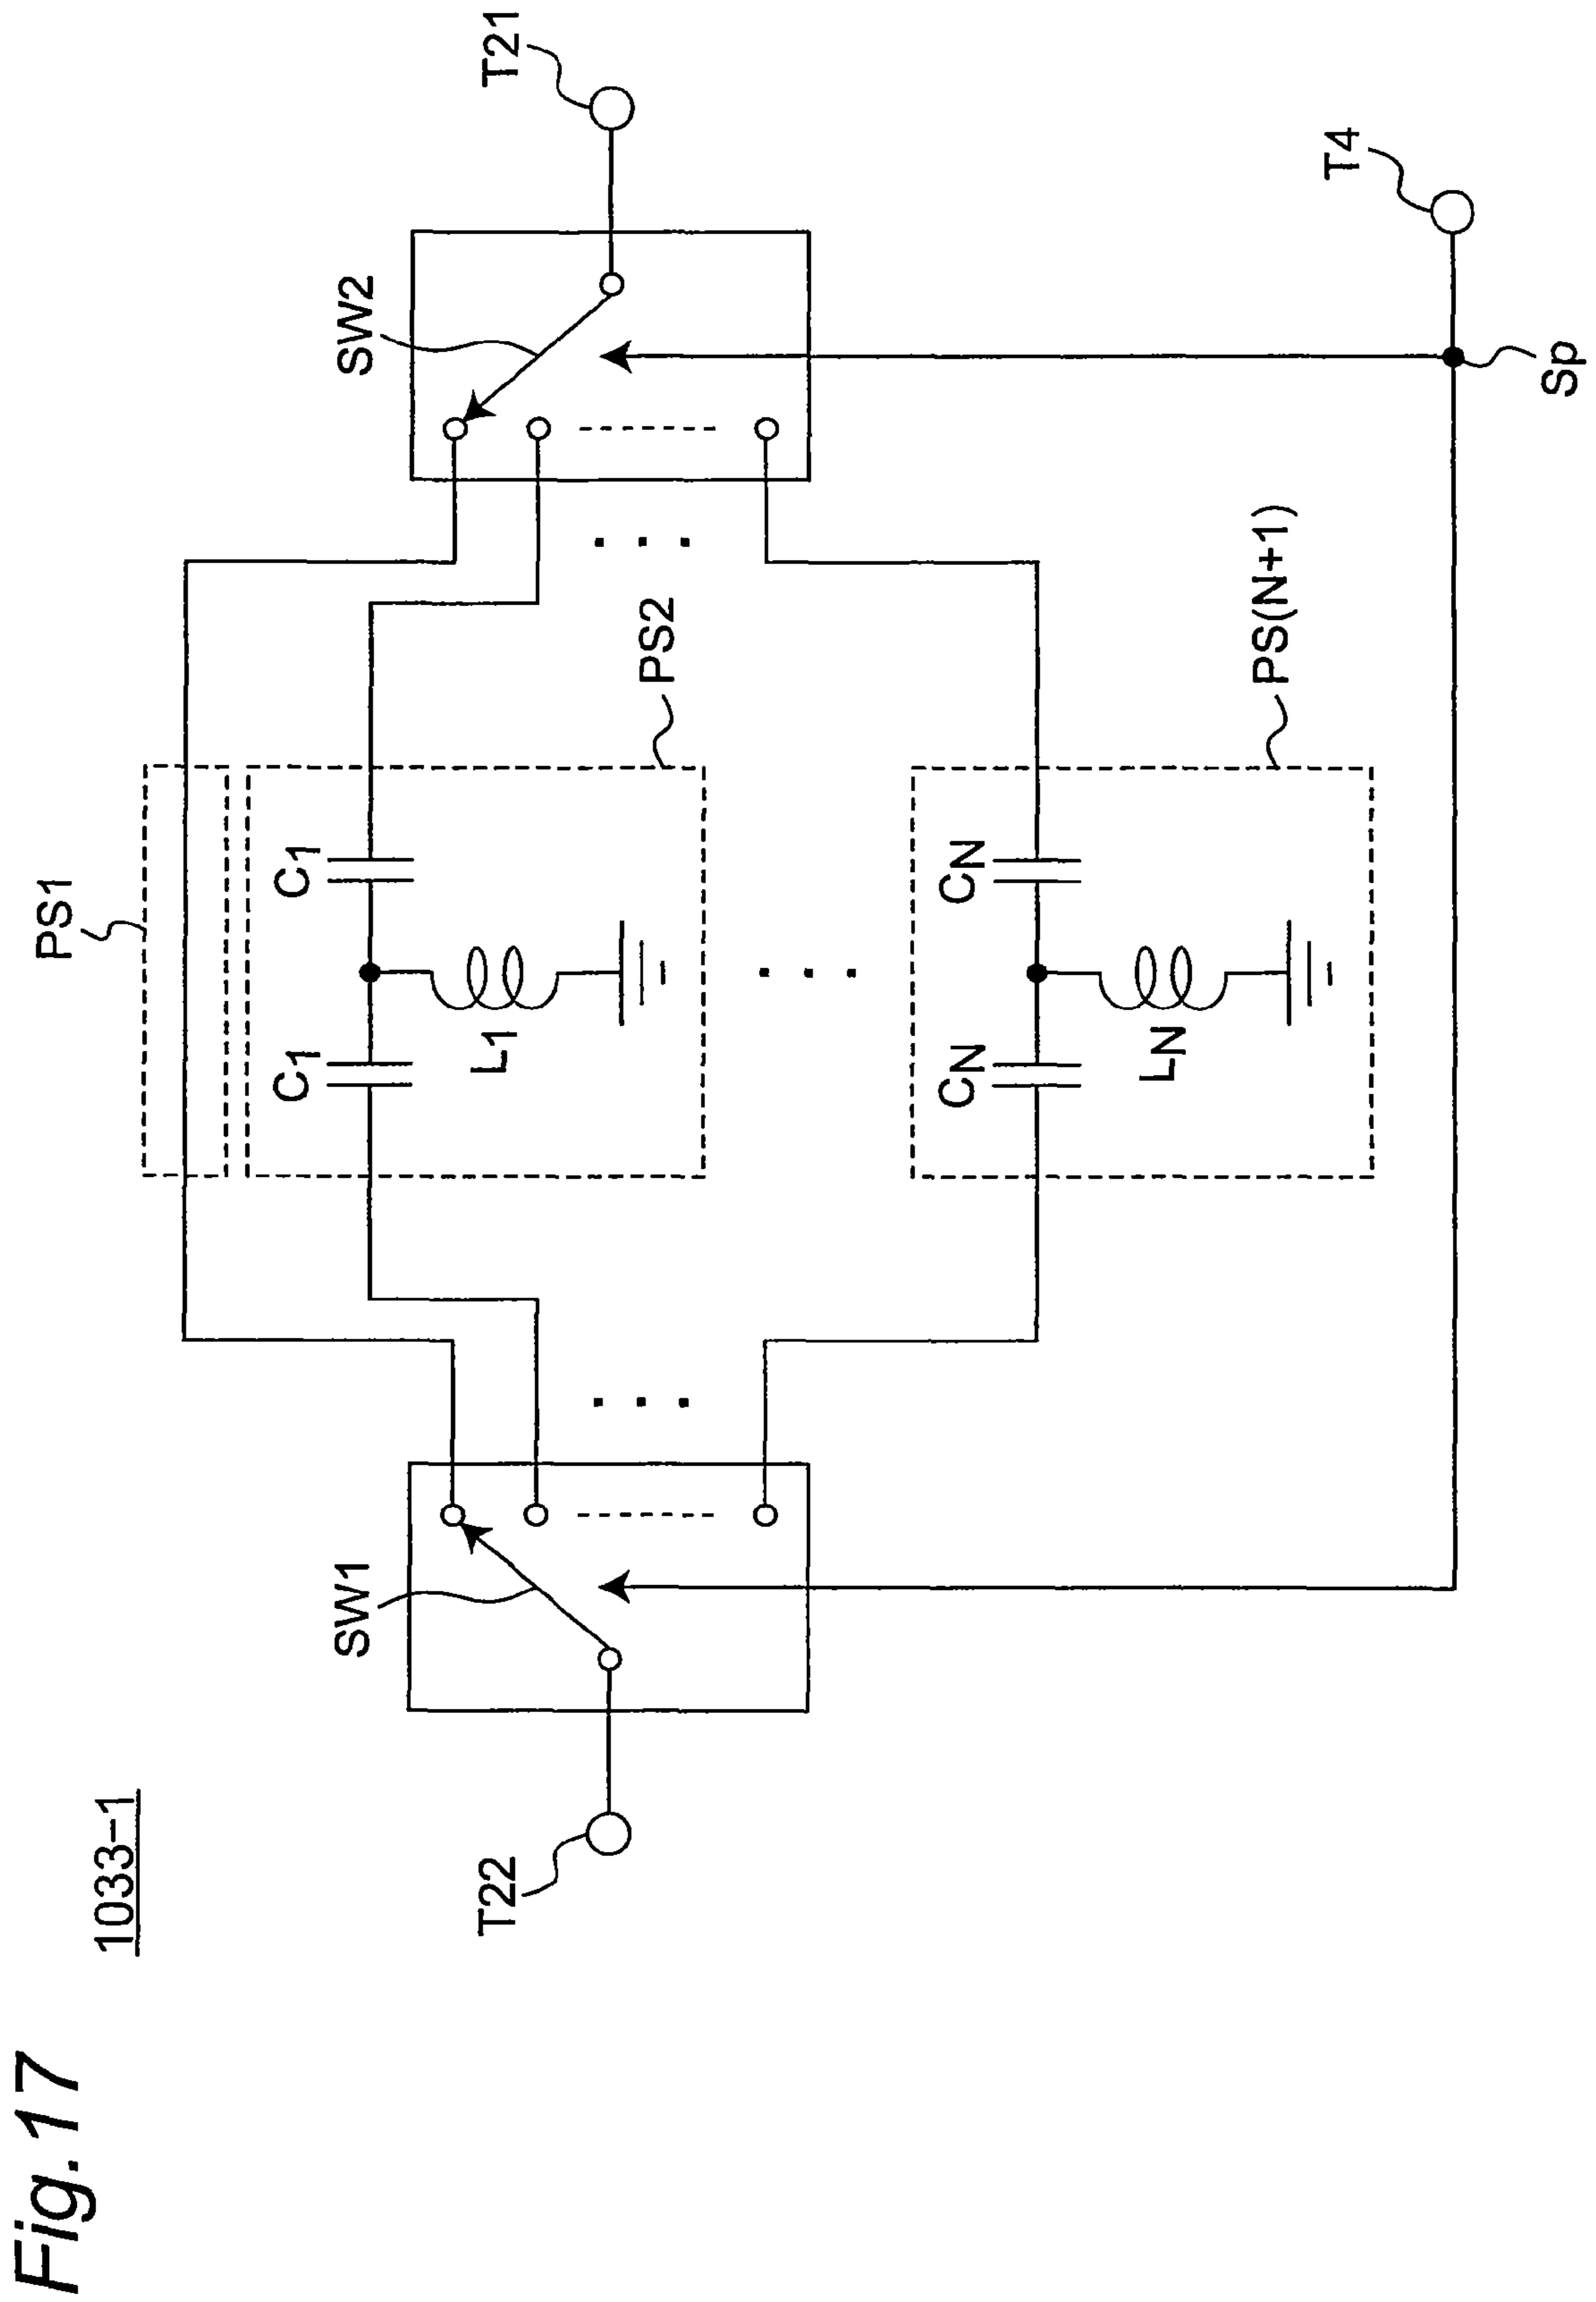 Fig.17
1033-1
PS1
C1
C1
L1
PS2
SW1
SW2
T22
T21
CN
CN
LN
PS(N+1)
T4
Sp